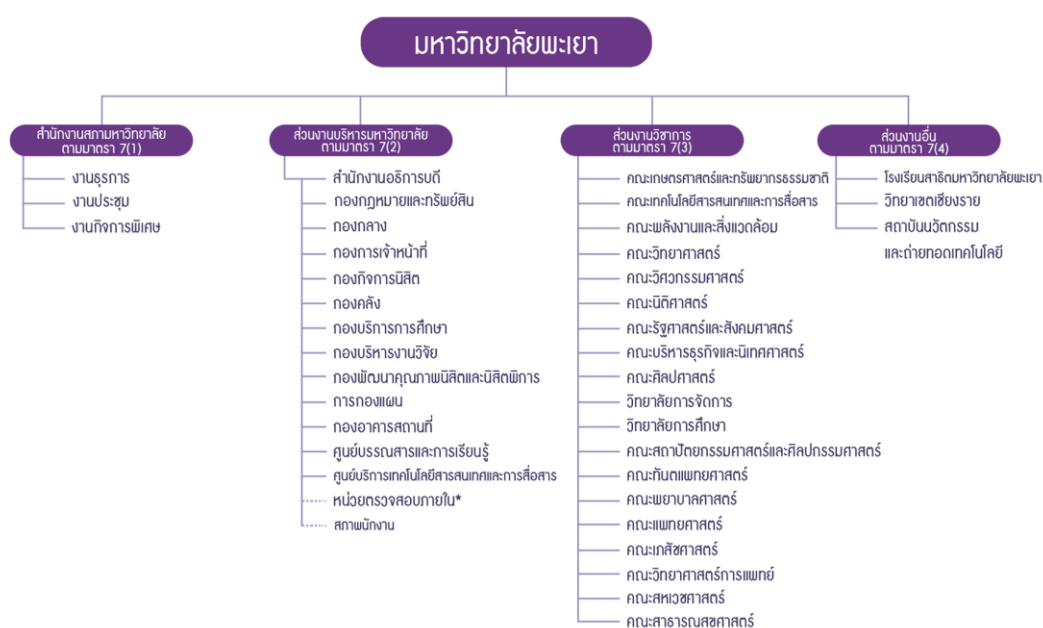 มหาวิทยาลัยพะเยา
สำนักงานสภามหาวิทยาลัย
ตามมาตรา 7(1)
งานธุรการ
งานประชุม
งานกิจการพิเศษ
ส่วนงานบริหารมหาวิทยาลัย
ตามมาตรา 7(2)
สำนักงานอธิการบดี
กองกฎหมายและทรัพย์สิน
กองกลาง
กองการเจ้าหน้าที่
กองกิจการนิสิต
กองคลัง
กองบริการการศึกษา
กองบริหารงานวิจัย
กองพัฒนาคุณภาพนิสิตและนิสิตพิการ
การกองแผน
กองอาคารสถานที่
ศูนย์บรรณสารและการเรียนรู้
ศูนย์บริการเทคโนโลยีสารสนเทศและการสื่อสาร
หน่วยตรวจสอบภายใน*
สภาพนักงาน
ส่วนงานวิชาการ
ตามมาตรา 7(3)
คณะเกษตรศาสตร์และทรัพยากรธรรมชาติ
คณะเทคโนโลยีสารสนเทศและการสื่อสาร
คณะพลังงานและสิ่งแวดล้อม
คณะวิทยาศาสตร์
คณะวิศวกรรมศาสตร์
คณะนิติศาสตร์
คณะรัฐศาสตร์และสังคมศาสตร์
คณะบริหารธุรกิจและนิเทศศาสตร์
คณะศิลปศาสตร์
วิทยาลัยการจัดการ
วิทยาลัยการศึกษา
คณะสถาปัตยกรรมศาสตร์และศิลปกรรมศาสตร์
คณะทันตแพทยศาสตร์
คณะพยาบาลศาสตร์
คณะแพทยศาสตร์
คณะเภสัชศาสตร์
คณะวิทยาศาสตร์การแพทย์
คณะสหเวชศาสตร์
คณะสาธารณสุขศาสตร์
ส่วนงานอื่น
ตามมาตรา 7(4)
โรงเรียนสาธิตมหาวิทยาลัยพะเยา
วิทยาเขตเชียงราย
สถาบันนวัตกรรม
และถ่ายทอดเทคโนโลยี